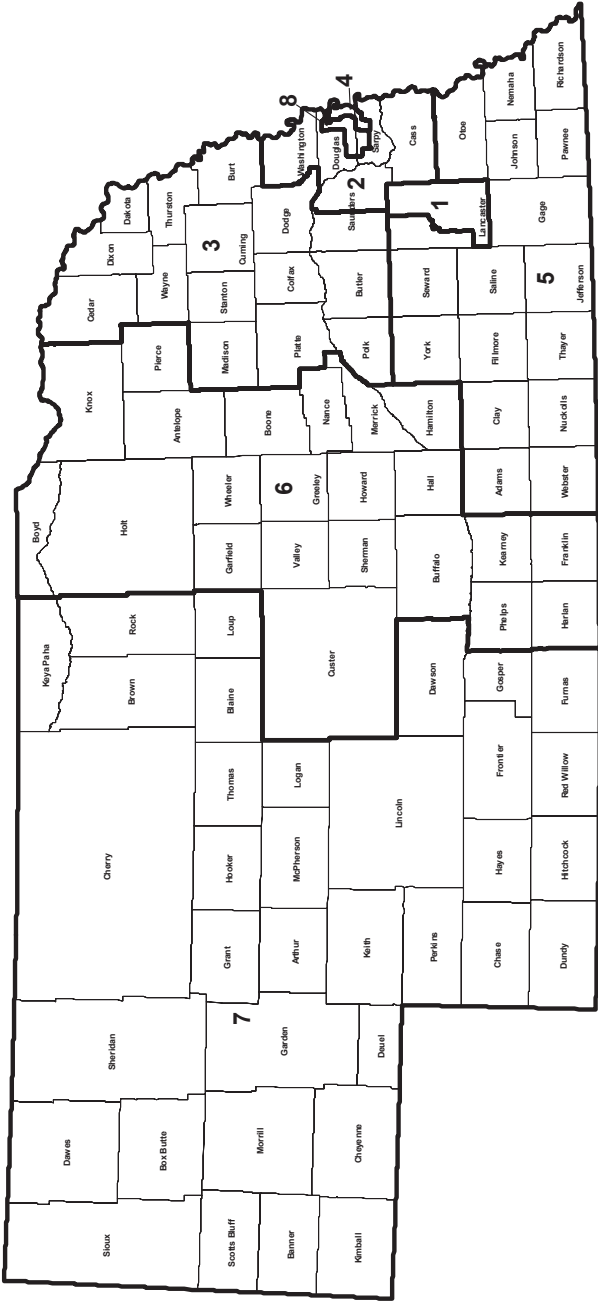 Sioux
Dawes
Box Butte
Sheridan
Cherry
Keya Paha
Brown
Rock
Boyd
Holt
Knox
Antelope
Pierce
Cedar
Dixon
Dakota
Wayne
Thurston
Scotts Bluff
Banner
Kimball
Morrill
Cheyenne
7
Garden
Deuel
Grant
Hooker
Thomas
Blaine
Loup
Garfield
Wheeler
Boone
Madison
Stanton
3
Cuming
Burt
Arthur
McPherson
Logan
Custer
Valley
6
Greeley
Nance
Platte
Colfax
Dodge
Washington
8
4
Keith
Lincoln
Sherman
Howard
Merrick
Polk
Butler
Saunders
2
Douglas
Sarpy
Perkins
Dawson
Buffalo
Hall
Hamilton
York
Seward
1
Lancaster
Cass
Otoe
Chase
Hayes
Frontier
Gosper
Phelps
Kearney
Adams
Clay
Fillmore
Saline
Johnson
Nemaha
Dundy
Hitchcock
Red Willow
Furnas
Harlan
Franklin
Webster
Nuckolls
Thayer
5
Jefferson
Gage
Pawnee
Richardson